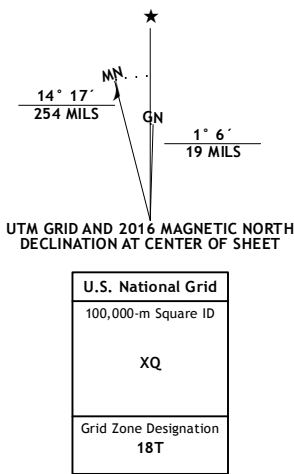 ★
MN
14° 17´
254 MILS
GN
1° 6´
19 MILS
UTM GRID AND 2016 MAGNETIC NORTH
DECLINATION AT CENTER OF SHEET
U.S. National Grid
100,000-m Square ID
XQ
Grid Zone Designation
18T